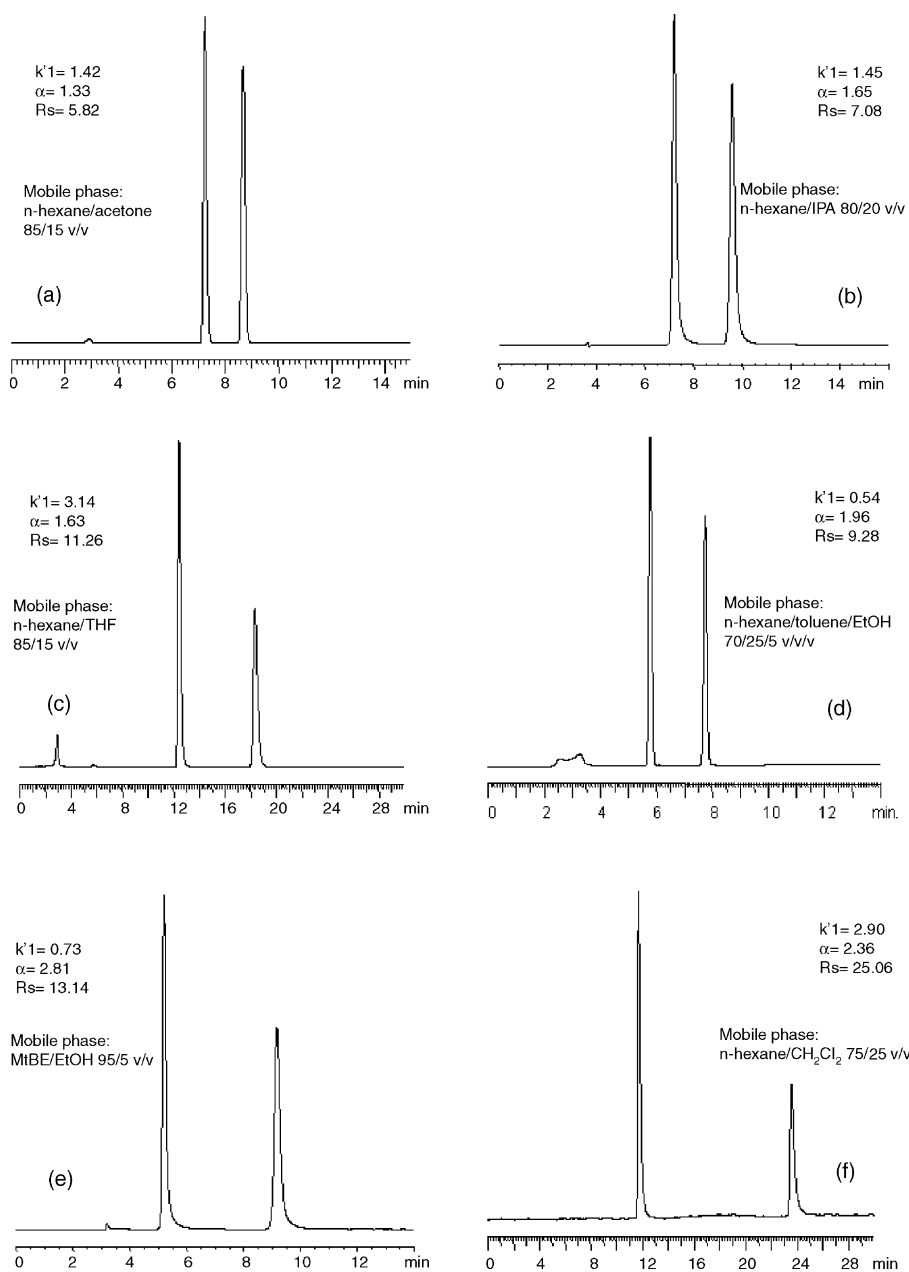 k'1= 1.42
α= 1.33
Rs= 5.82
Mobile phase:
n-hexane/acetone
85/15 v/v
(a)
0 2 4 6 8 10 12 14 min
k'1= 1.45
α= 1.65
Rs= 7.08
Mobile phase:
n-hexane/IPA 80/20 v/v
(b)
0 2 4 6 8 10 12 14 min
k'1= 3.14
α= 1.63
Rs= 11.26
Mobile phase:
n-hexane/THF
85/15 v/v
(c)
0 4 8 12 16 20 24 28 min
k'1= 0.54
α= 1.96
Rs= 9.28
Mobile phase:
n-hexane/toluene/EtOH
70/25/5 v/v/v
(d)
0 2 4 6 8 10 12 min.
k'1= 0.73
α= 2.81
Rs= 13.14
Mobile phase:
MtBE/EtOH 95/5 v/v
(e)
0 2 4 6 8 10 12 min
k'1= 2.90
α= 2.36
Rs= 25.06
Mobile phase:
n-hexane/CH₂Cl₂ 75/25 v/v
(f)
0 4 8 12 16 20 24 28 min